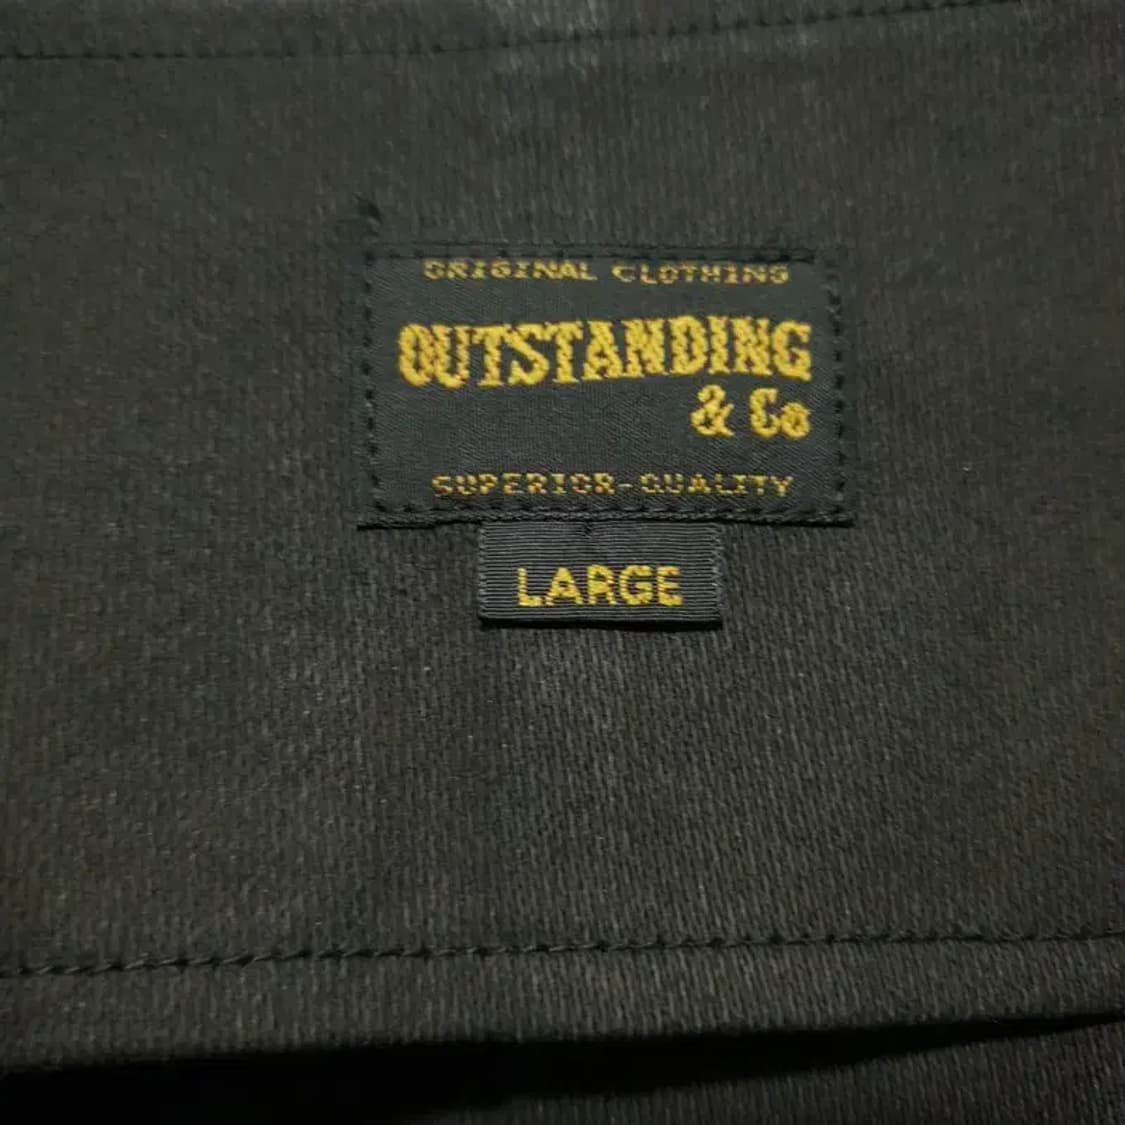 ORIGINAL CLOTHING
OUTSTANDING
& Co
SUPERIOR-QUALITY
LARGE